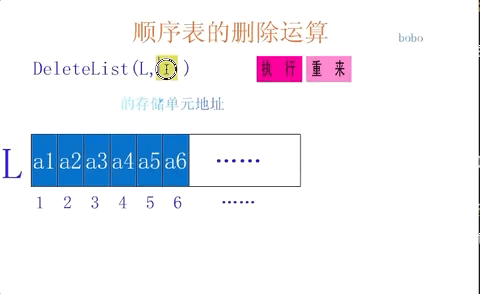 顺序表的删除运算
bobo
DeleteList(L, )
执 行 重 来
的存储单元地址
L a1 a2 a3 a4 a5 a6 ……
1 2 3 4 5 6 ……